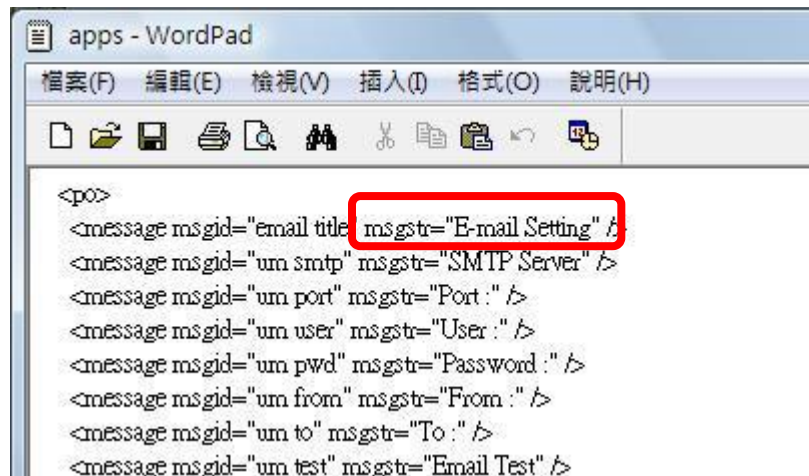 apps - WordPad
檔案(F) 編輯(E) 檢視(V) 插入(I) 格式(O) 說明(H)
<po>
<message msgid="email title" msgstr="E-mail Setting" />
<message msgid="um smtp" msgstr="SMTP Server" />
<message msgid="um port" msgstr="Port :" />
<message msgid="um user" msgstr="User :" />
<message msgid="um pwd" msgstr="Password :" />
<message msgid="um from" msgstr="From :" />
<message msgid="um to" msgstr="To :" />
<message msgid="um test" msgstr="Email Test" />